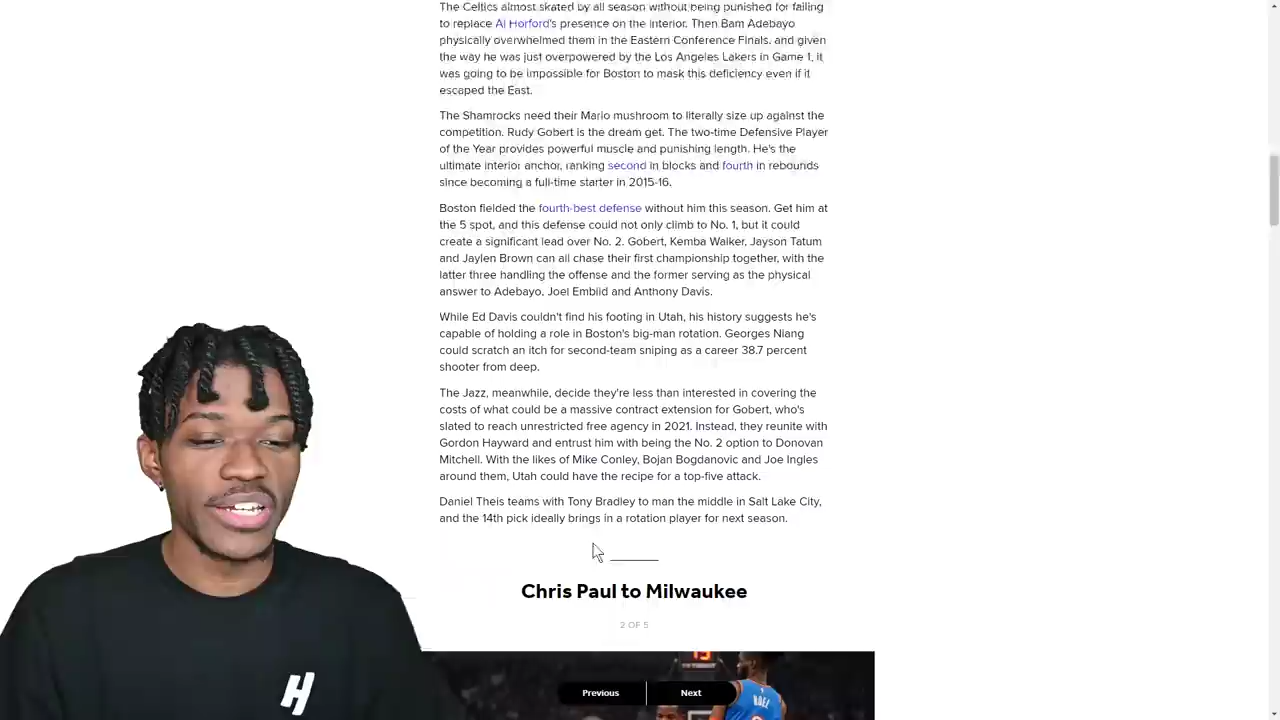 The Celtics almost skated by all season without being punished for failing
to replace Al Horford's presence on the interior. Then Bam Adebayo
physically overwhelmed them in the Eastern Conference Finals, and given
the way he was just overpowered by the Los Angeles Lakers in Game 1, it
was going to be impossible for Boston to mask this deficiency even if it
escaped the East.
The Shamrocks need their Mario mushroom to literally size up against the
competition. Rudy Gobert is the dream get. The two-time Defensive Player
of the Year provides powerful muscle and punishing length. He's the
ultimate interior anchor, ranking second in blocks and fourth in rebounds
since becoming a full-time starter in 2015-16.
Boston fielded the fourth-best defense without him this season. Get him at
the 5 spot, and this defense could not only climb to No. 1, but it could
create a significant lead over No. 2. Gobert, Kemba Walker, Jayson Tatum
and Jaylen Brown can all chase their first championship together, with the
latter three handling the offense and the former serving as the physical
answer to Adebayo, Joel Embiid and Anthony Davis.
While Ed Davis couldn't find his footing in Utah, his history suggests he's
capable of holding a role in Boston's big-man rotation. Georges Niang
could scratch an itch for second-team sniping as a career 38.7 percent
shooter from deep.
The Jazz, meanwhile, decide they're less than interested in covering the
costs of what could be a massive contract extension for Gobert, who's
slated to reach unrestricted free agency in 2021. Instead, they reunite with
Gordon Hayward and entrust him with being the No. 2 option to Donovan
Mitchell. With the likes of Mike Conley, Bojan Bogdanovic and Joe Ingles
around them, Utah could have the recipe for a top-five attack.
Daniel Theis teams with Tony Bradley to man the middle in Salt Lake City,
and the 14th pick ideally brings in a rotation player for next season.
Chris Paul to Milwaukee
2 OF 5
13
NOEL
Previous
Next
H